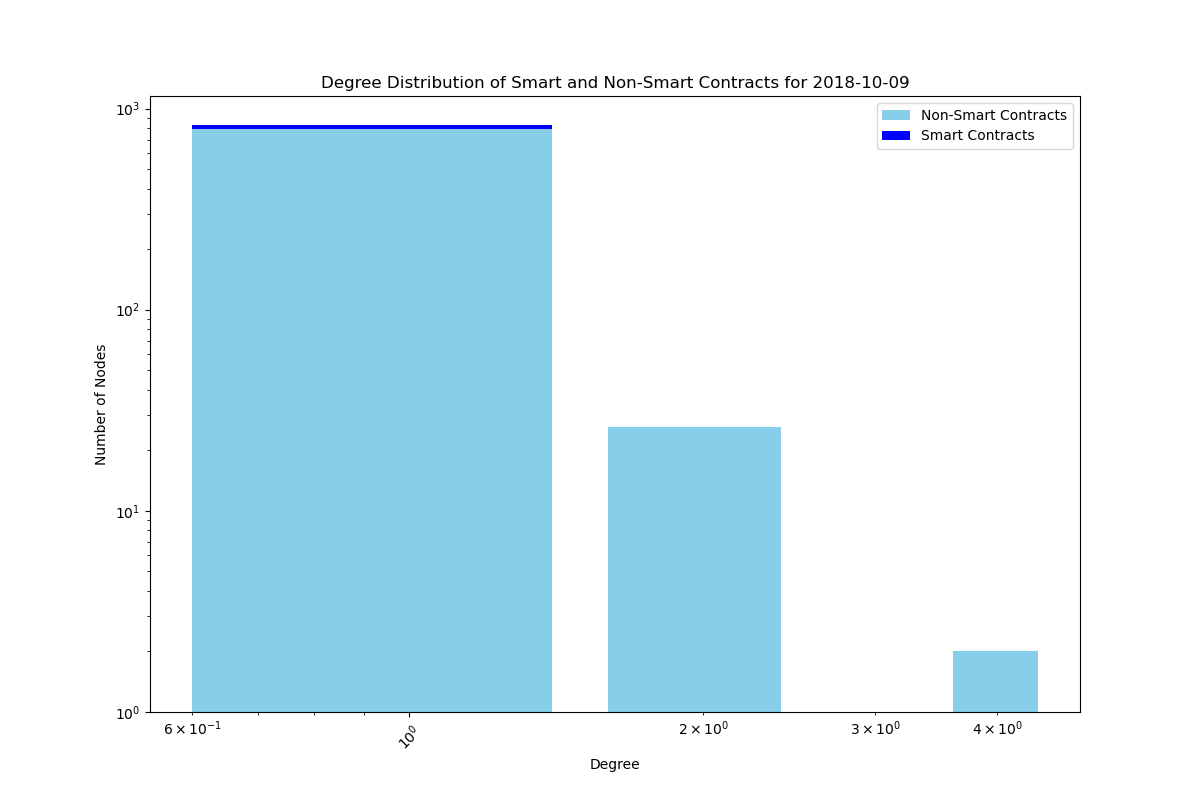 Degree Distribution of Smart and Non-Smart Contracts for 2018-10-09
Non-Smart Contracts
Smart Contracts
Number of Nodes
10³
10²
10¹
10⁰
6 × 10⁻¹
10⁰
2 × 10⁰
3 × 10⁰
4 × 10⁰
Degree